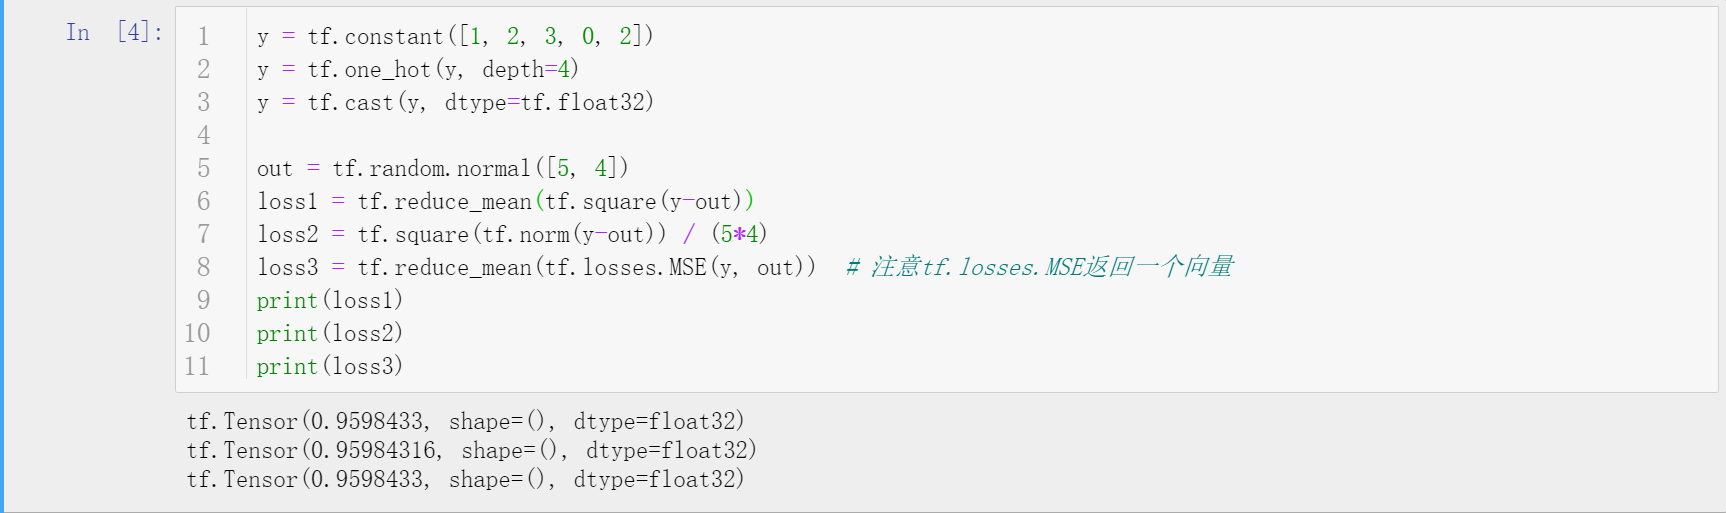 In [4]:
1 y = tf.constant([1, 2, 3, 0, 2])
2 y = tf.one_hot(y, depth=4)
3 y = tf.cast(y, dtype=tf.float32)
4
5 out = tf.random.normal([5, 4])
6 loss1 = tf.reduce_mean(tf.square(y-out))
7 loss2 = tf.square(tf.norm(y-out)) / (5*4)
8 loss3 = tf.reduce_mean(tf.losses.MSE(y, out))  # 注意tf.losses.MSE返回一个向量
9 print(loss1)
10 print(loss2)
11 print(loss3)
tf.Tensor(0.9598433, shape=(), dtype=float32)
tf.Tensor(0.95984316, shape=(), dtype=float32)
tf.Tensor(0.9598433, shape=(), dtype=float32)